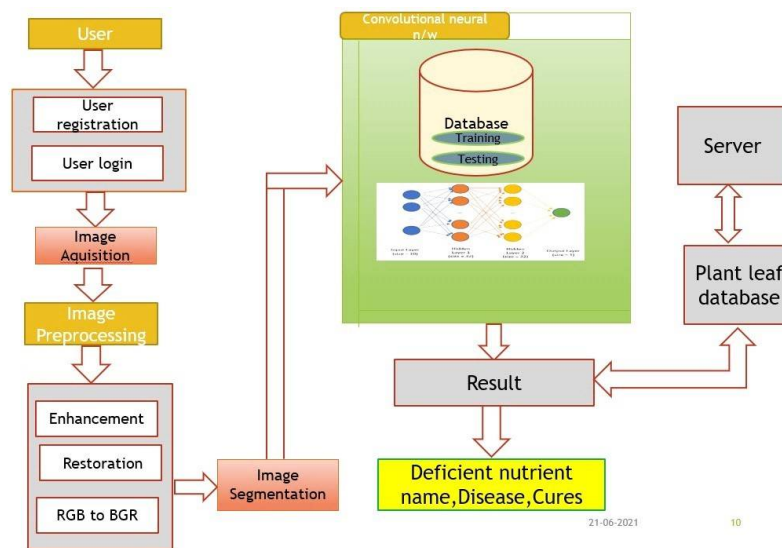 User
User
registration
User login
Image
Aquisition
Image
Preprocessing
Enhancement
Restoration
RGB to BGR
Image
Segmentation
Convolutional neural
n/w
Database
Training
Testing
Result
Deficient nutrient
name,Disease,Cures
Server
Plant leaf
database
21-06-2021
10